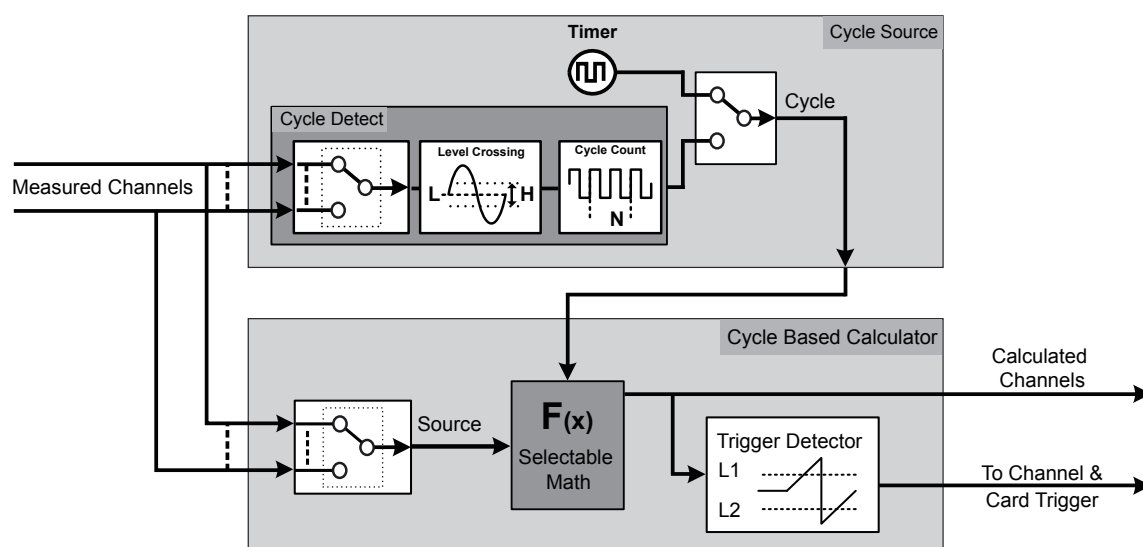 Timer
Cycle Source
Cycle Detect
Cycle
Level Crossing
L
H
Cycle Count
N
Measured Channels
Cycle Based Calculator
Calculated
Channels
Source
F(x)
Selectable
Math
Trigger Detector
L1
L2
To Channel &
Card Trigger